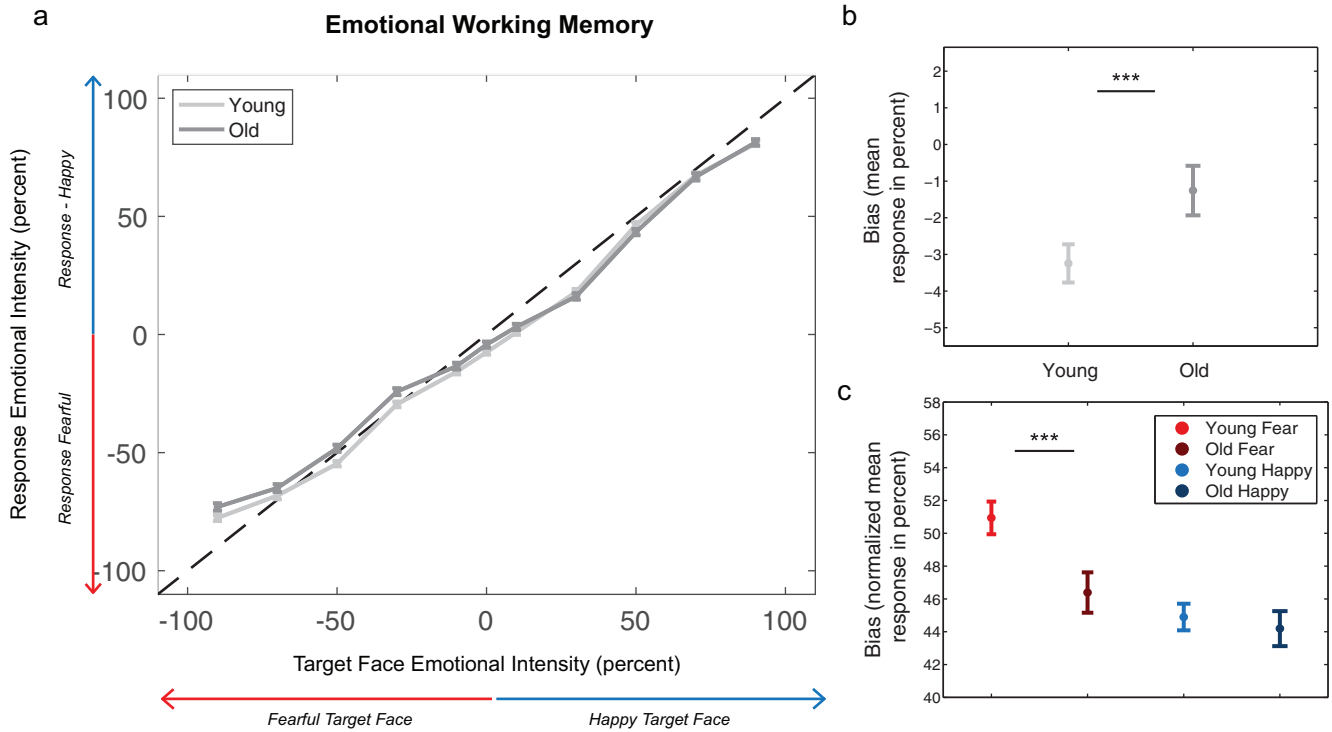 a
Emotional Working Memory
Response Emotional Intensity (percent)
Response - Happy
Response Fearful
100
50
0
-50
-100
Young
Old
-100
-50
0
50
100
Target Face Emotional Intensity (percent)
Fearful Target Face
Happy Target Face
b
Bias (mean
response in percent)
2
1
0
−1
−2
−3
−4
−5
***
Young
Old
c
Bias (normalized mean
response in percent)
58
56
54
52
50
48
46
44
42
40
***
Young Fear
Old Fear
Young Happy
Old Happy